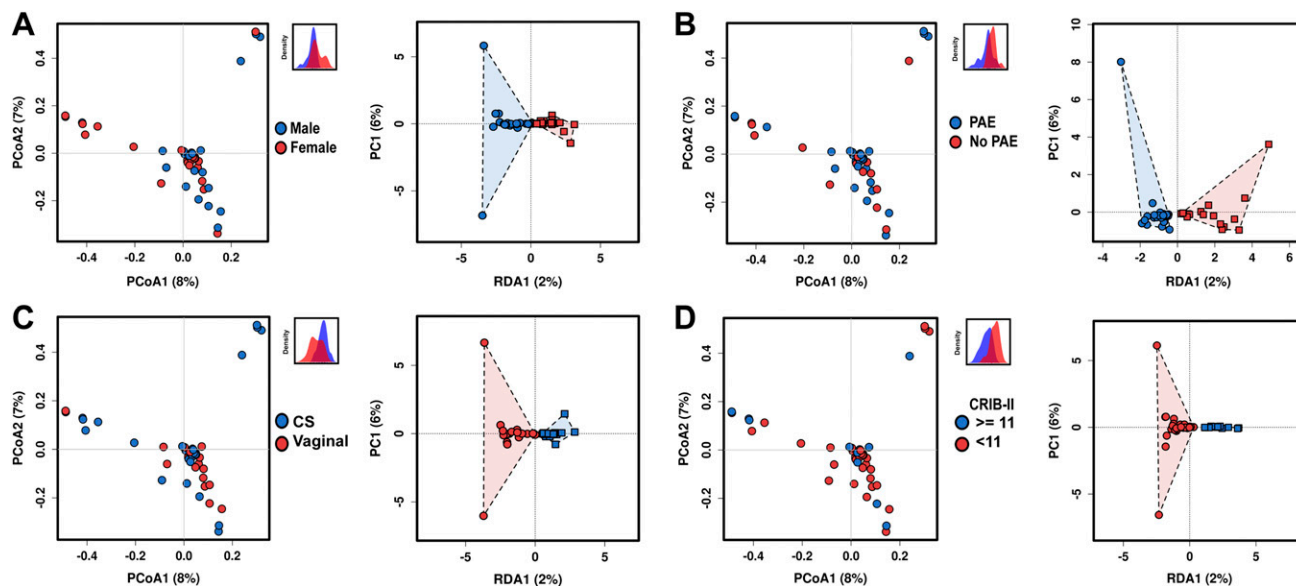 A
0.4
0.2
0.0
-0.2
PCoA2 (7%)
-0.4 -0.2 0.0 0.2
PCoA1 (8%)
Density
Male
Female
5
0
-5
PC1 (6%)
-5 0 5
RDA1 (2%)
B
0.4
0.2
0.0
-0.2
PCoA2 (7%)
-0.4 -0.2 0.0 0.2
PCoA1 (8%)
Density
PAE
No PAE
10
8
6
4
2
0
-2
PC1 (6%)
-4 -2 0 2 4 6
RDA1 (2%)
C
0.4
0.2
0.0
-0.2
PCoA2 (7%)
-0.4 -0.2 0.0 0.2
PCoA1 (8%)
Density
CS
Vaginal
5
0
-5
PC1 (6%)
-5 0 5
RDA1 (2%)
D
0.4
0.2
0.0
-0.2
PCoA2 (7%)
-0.4 -0.2 0.0 0.2
PCoA1 (8%)
Density
CRIB-II
>= 11
<11
5
0
-5
PC1 (6%)
-5 0 5
RDA1 (2%)